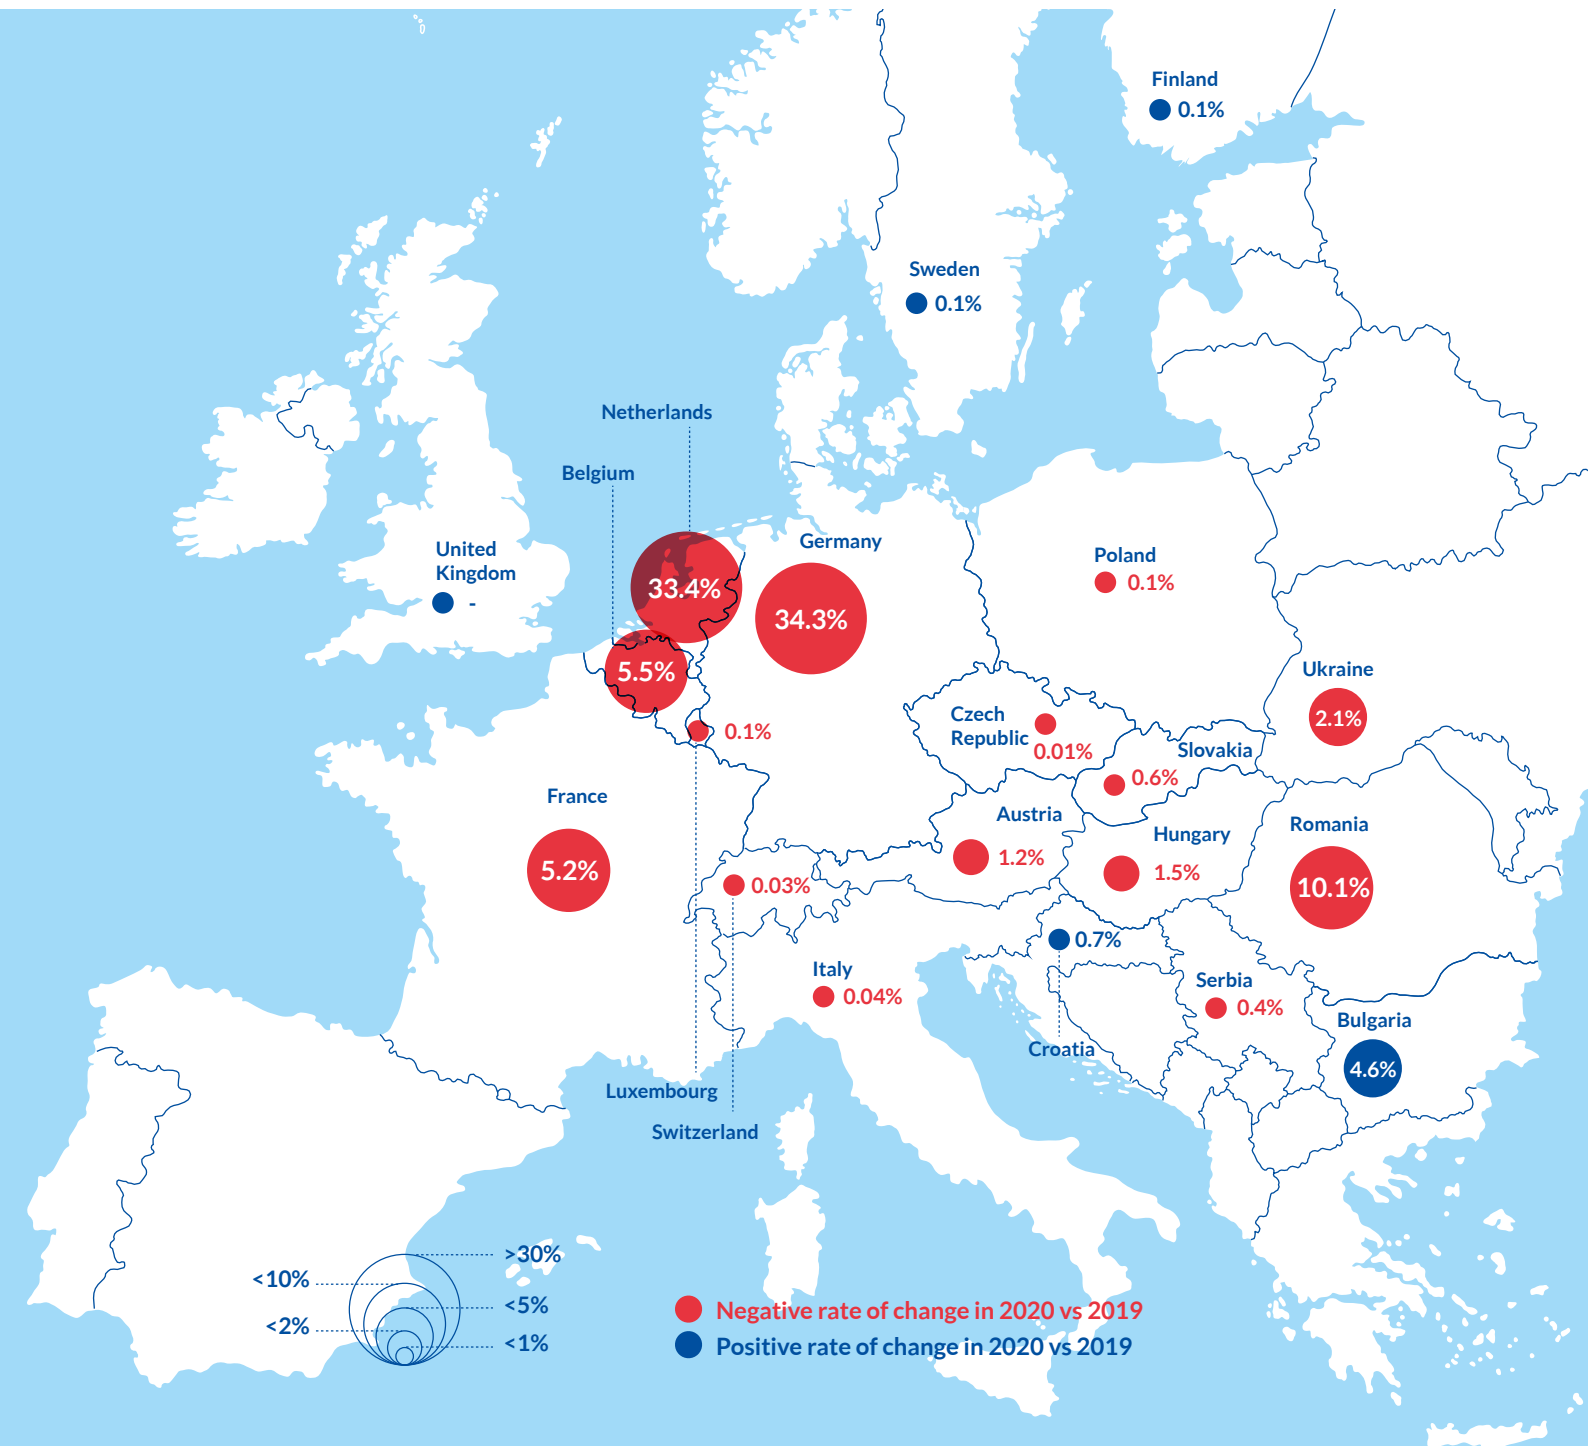 Finland
0.1%
Sweden
0.1%
Netherlands
Belgium
United
Kingdom
-
33.4%
Germany
34.3%
Poland
0.1%
5.5%
0.1%
Ukraine
2.1%
Czech
Republic
0.01%
Slovakia
0.6%
France
5.2%
Austria
1.2%
Hungary
1.5%
Romania
10.1%
0.03%
0.7%
Italy
0.04%
Serbia
0.4%
Bulgaria
4.6%
Croatia
Luxembourg
Switzerland
>30%
<10%
<5%
<2%
<1%
Negative rate of change in 2020 vs 2019
Positive rate of change in 2020 vs 2019